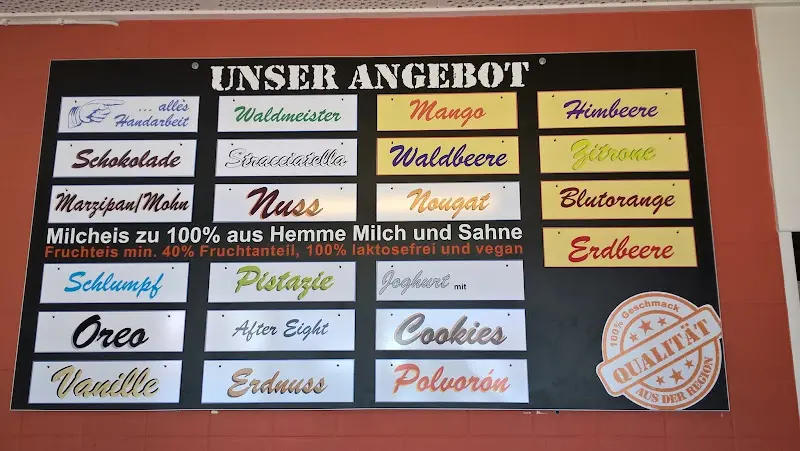 UNSER ANGEBOT
... alles
Handarbeit
Waldmeister
Mango
Himbeere
Schokolade
Stracciatella
Waldbeere
Zitrone
Marzipan/Mohn
Nuss
Nougat
Blutorange
Milcheis zu 100% aus Hemme Milch und Sahne
Fruchteis min. 40% Fruchtanteil, 100% laktosefrei und vegan
Erdbeere
Schlumpf
Pistazie
Joghurt mit
Oreo
After Eight
Cookies
Vanille
Erdnuss
Polvorón
100% Geschmack
QUALITÄT
AUS DER REGION